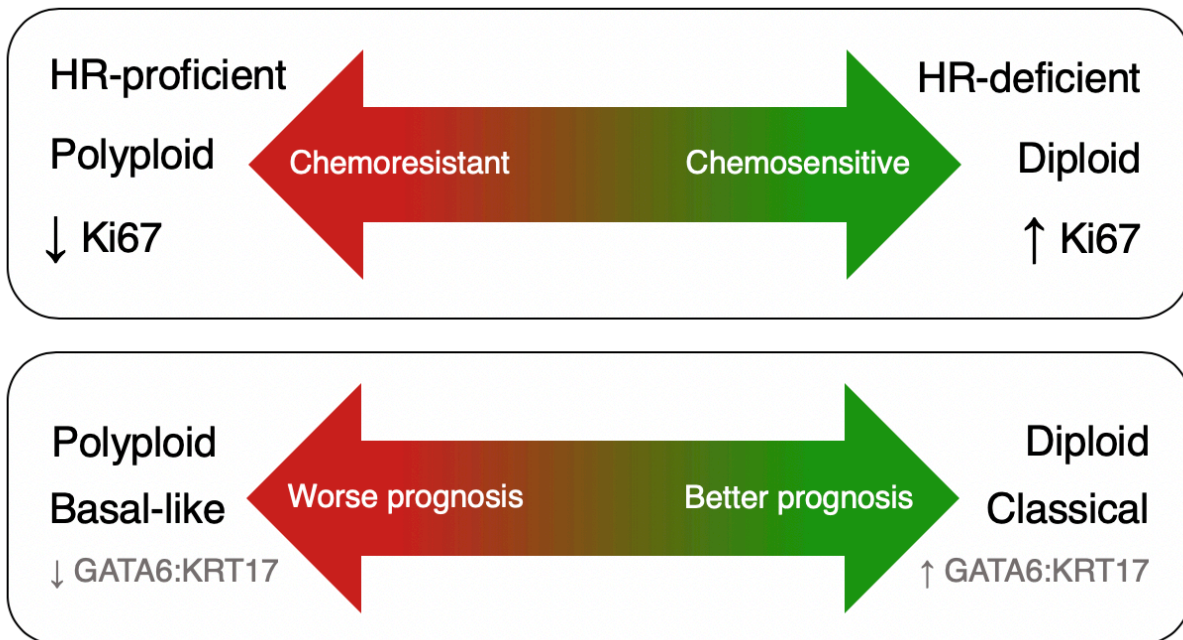 HR-proficient
Polyploid
↓ Ki67
Chemoresistant
Chemosensitive
HR-deficient
Diploid
↑ Ki67
Polyploid
Basal-like
↓ GATA6:KRT17
Worse prognosis
Better prognosis
Diploid
Classical
↑ GATA6:KRT17